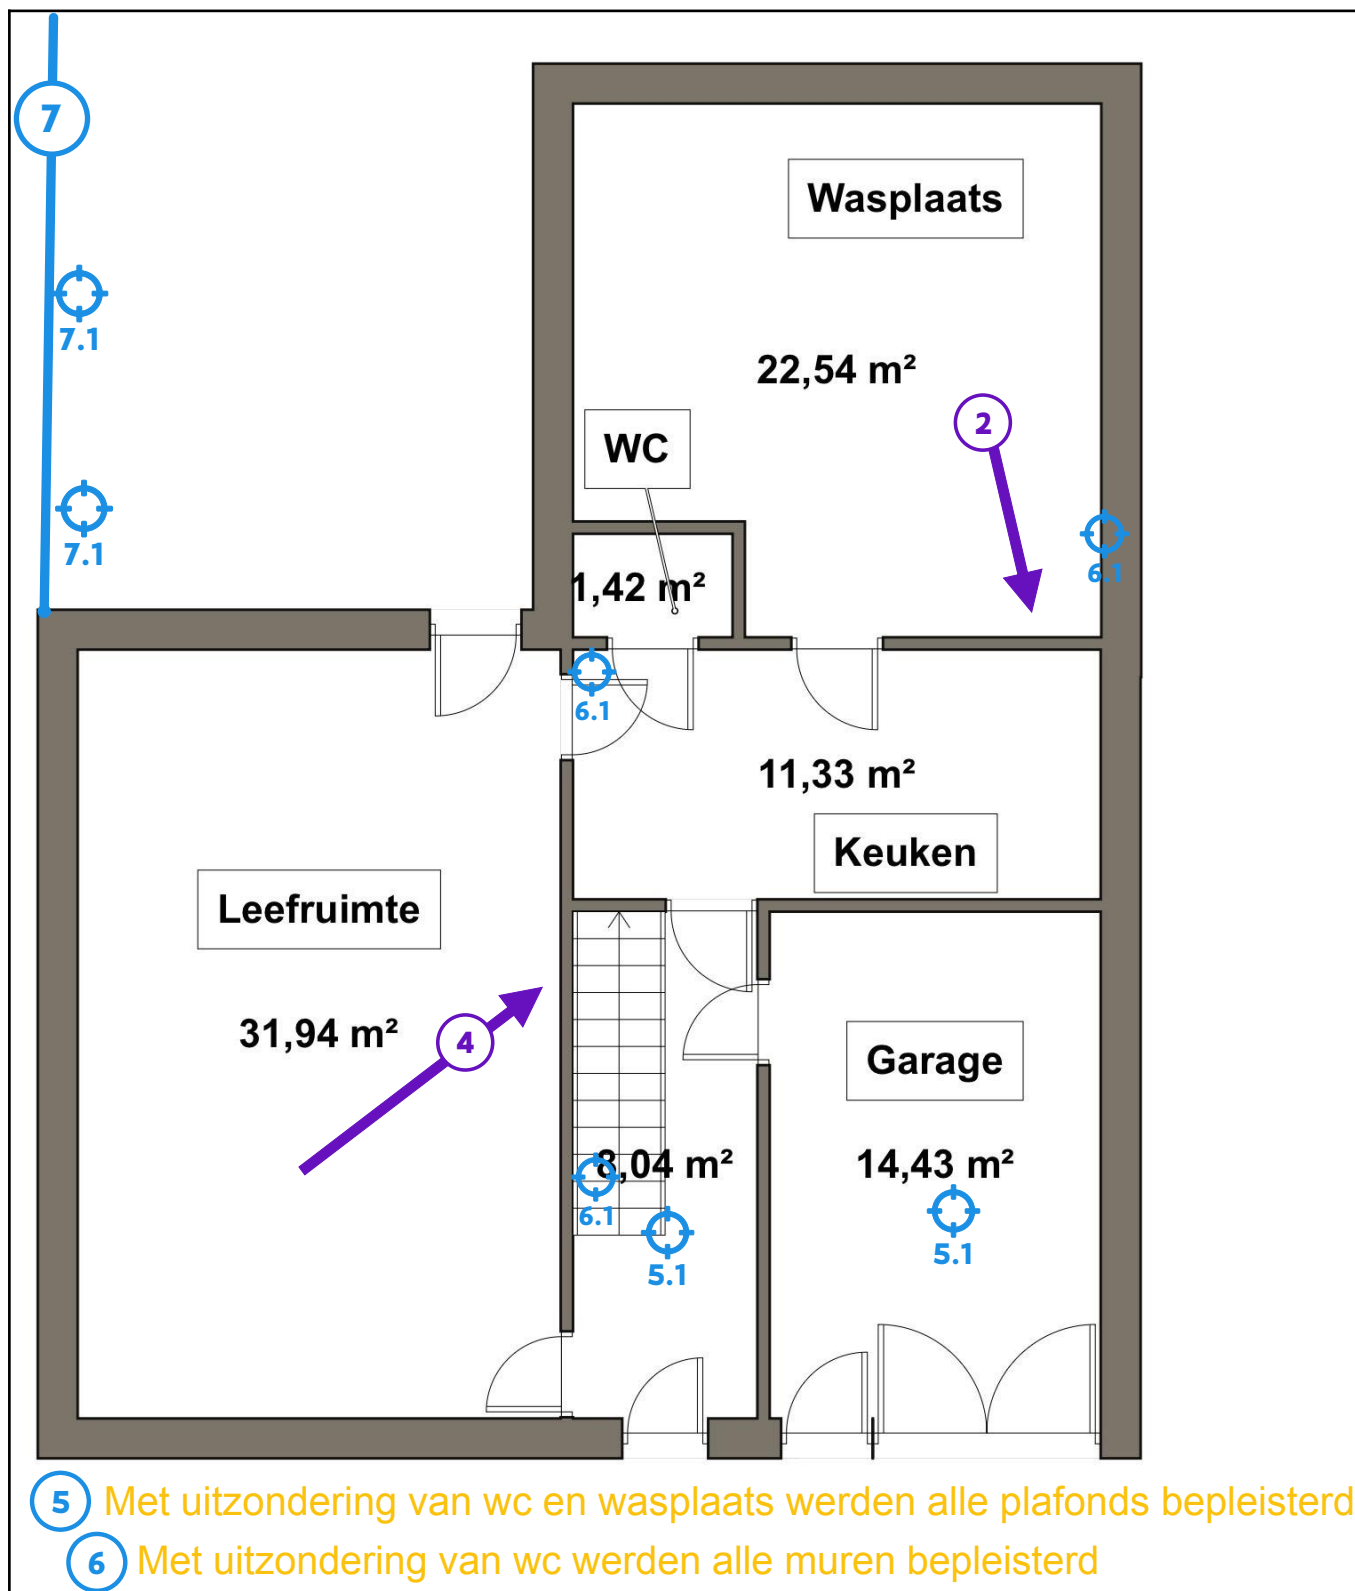 7
Wasplaats
7.1
22,54 m²
2
WC
7.1
6.1
1,42 m²
6.1
11,33 m²
Keuken
Leefruimte
31,94 m²
4
Garage
8,04 m²
14,43 m²
6.1
5.1
5.1
5 Met uitzondering van wc en wasplaats werden alle plafonds bepleisterd
6 Met uitzondering van wc werden alle muren bepleisterd